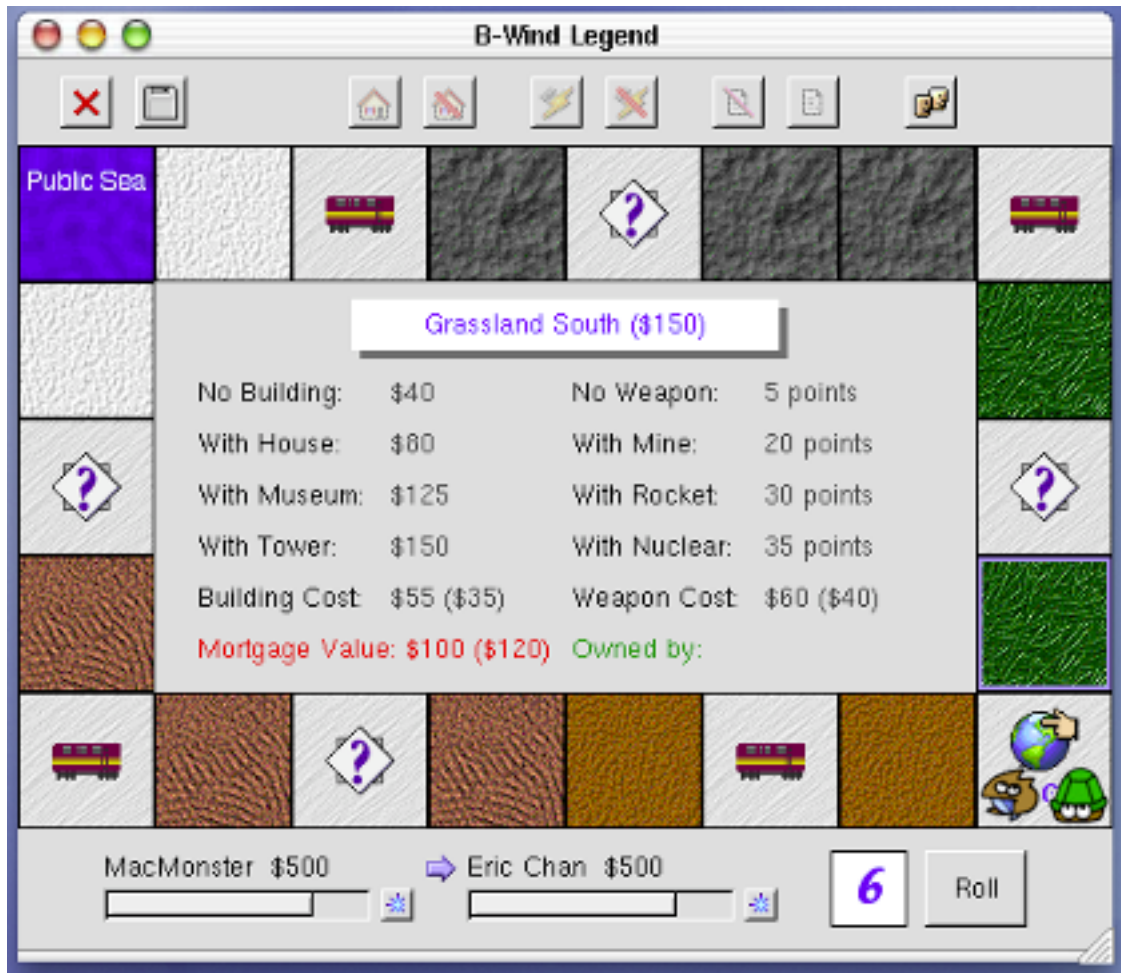 B-Wind Legend
Public Sea
?
Grassland South ($150)
No Building: $40 No Weapon: 5 points
With House: $80 With Mine: 20 points
? With Museum: $125 With Rocket: 30 points ?
With Tower: $150 With Nuclear: 35 points
Building Cost: $55 ($35) Weapon Cost: $60 ($40)
Mortgage Value: $100 ($120) Owned by:
?
MacMonster $500 Eric Chan $500
6 Roll